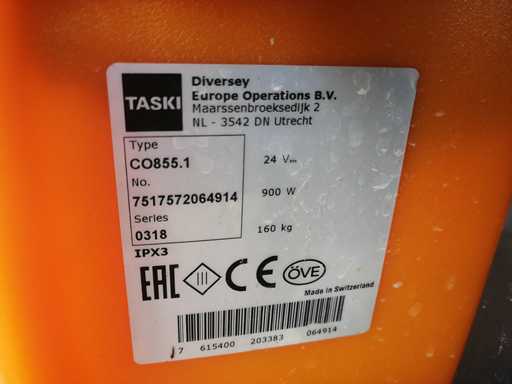 TASKI
Diversey
Europe Operations B.V.
Maarssenbroeksedijk 2
NL - 3542 DN Utrecht
Type
CO855.1
24 V
No.
7517572064914
900 W
Series
0318
160 kg
IPX3
EAC III CE ÖVE
Made in Switzerland
7 615400 203383 064914